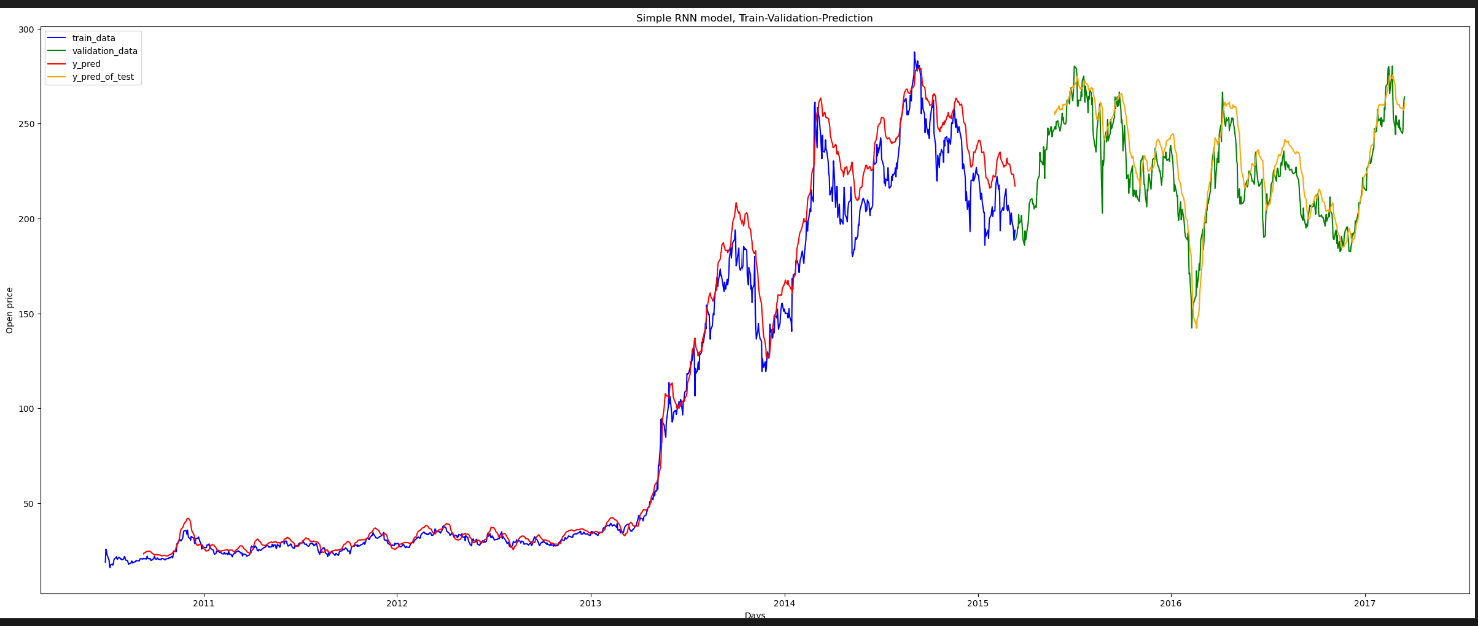 Simple RNN model, Train-Validation-Prediction
300
train_data
validation_data
y_pred
y_pred_of_test
250
200
Open price
150
100
50
2011 2012 2013 2014 2015 2016 2017
Days